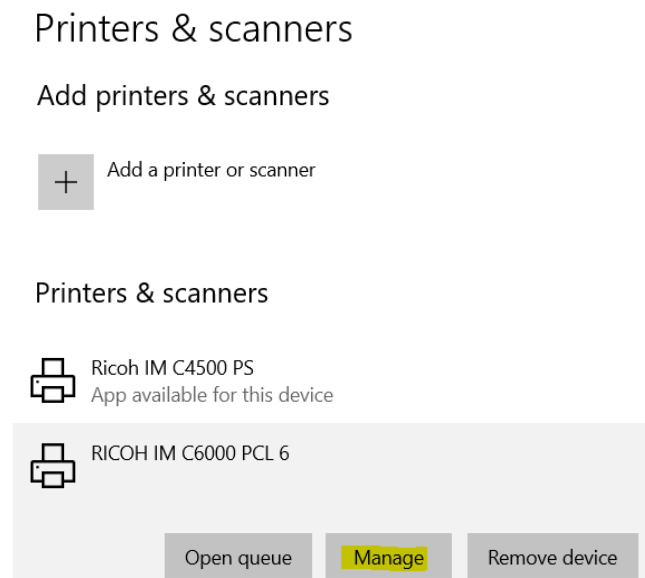 Printers & scanners
Add printers & scanners
Add a printer or scanner
Printers & scanners
Ricoh IM C4500 PS
App available for this device
RICOH IM C6000 PCL 6
Open queue Manage Remove device